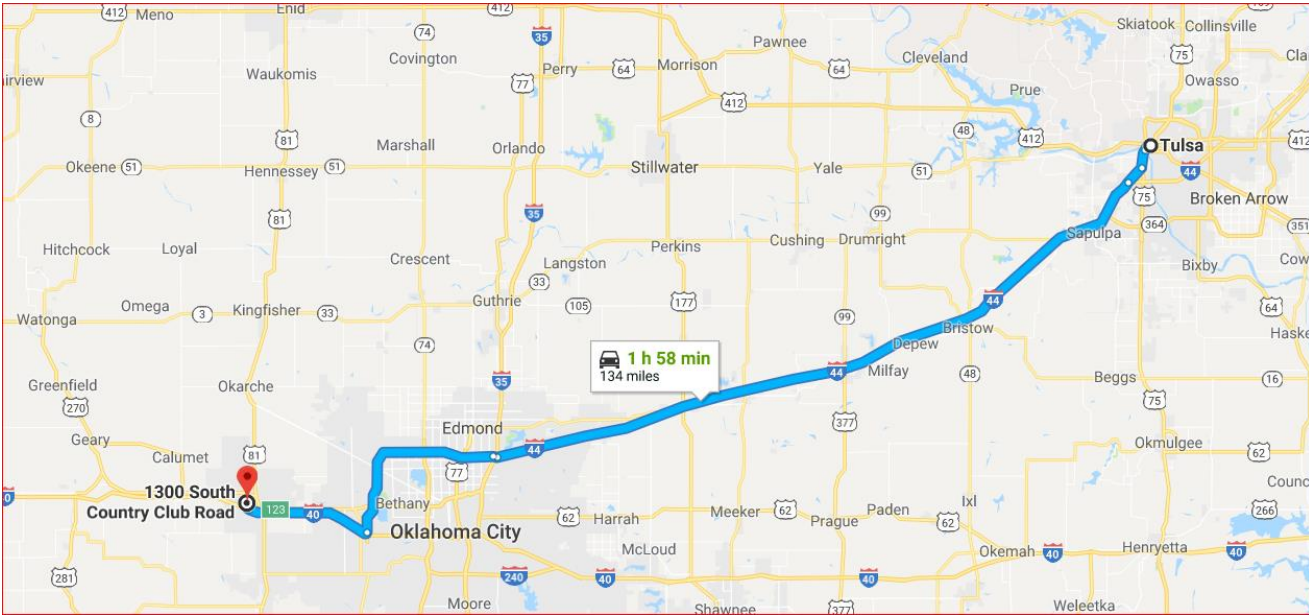 412
Meno
Enid
412
74
35
Skiatook
Collinsville
75
Pawnee
Covington
Cleveland
Waukomis
Perry
64
Morrison
64
77
Prue
Owasso
412
412
8
81
48
412
Tulsa
412
Marshall
Orlando
Okeene
51
Hennessey
51
Stillwater
Yale
51
44
75
Broken Arrow
81
35
99
364
351
Sapulpa
Hitchcock
Loyal
Perkins
Cushing
Drumright
Crescent
Langston
33
Bixby
Guthrie
105
177
44
64
Omega
3
Kingfisher
33
Watonga
99
Bristow
74
1 h 58 min
134 miles
Depew
44
Milfay
48
Beggs
16
Greenfield
Okarche
35
270
75
377
Edmond
Geary
44
Okmulgee
Calumet
81
62
77
1300 South
Country Club Road
123
40
Bethany
62
Harrah
Meeker
62
Prague
Paden
Ixl
62
266
Oklahoma City
McLoud
Okemah
40
Henryetta
40
281
240
40
40
Moore
Shawnee
377
Weleetka